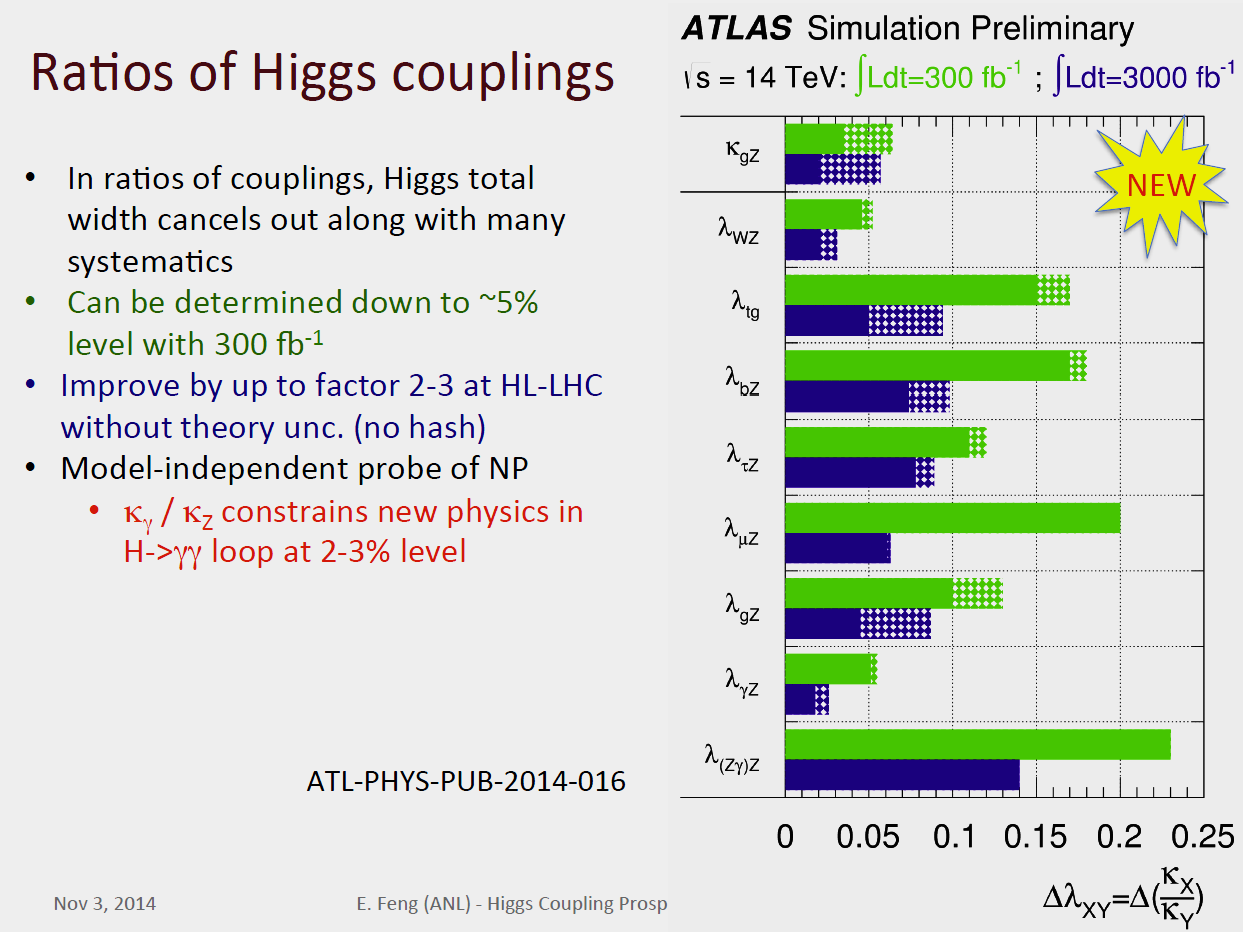 Ratios of Higgs couplings
• In ratios of couplings, Higgs total
width cancels out along with many
systematics
• Can be determined down to ~5%
level with 300 fb-1
• Improve by up to factor 2-3 at HL-LHC
without theory unc. (no hash)
• Model-independent probe of NP
• κγ / κZ constrains new physics in
H->γγ loop at 2-3% level
ATL-PHYS-PUB-2014-016
Nov 3, 2014
E. Feng (ANL) - Higgs Coupling Prosp
ATLAS Simulation Preliminary
√s = 14 TeV: ∫Ldt=300 fb-1 ; ∫Ldt=3000 fb-1
NEW
κgZ
λWZ
λtg
λbZ
λτZ
λμZ
λgZ
λγZ
λ(Zγ)Z
0 0.05 0.1 0.15 0.2 0.25
ΔλXY=Δ(κX/κY)